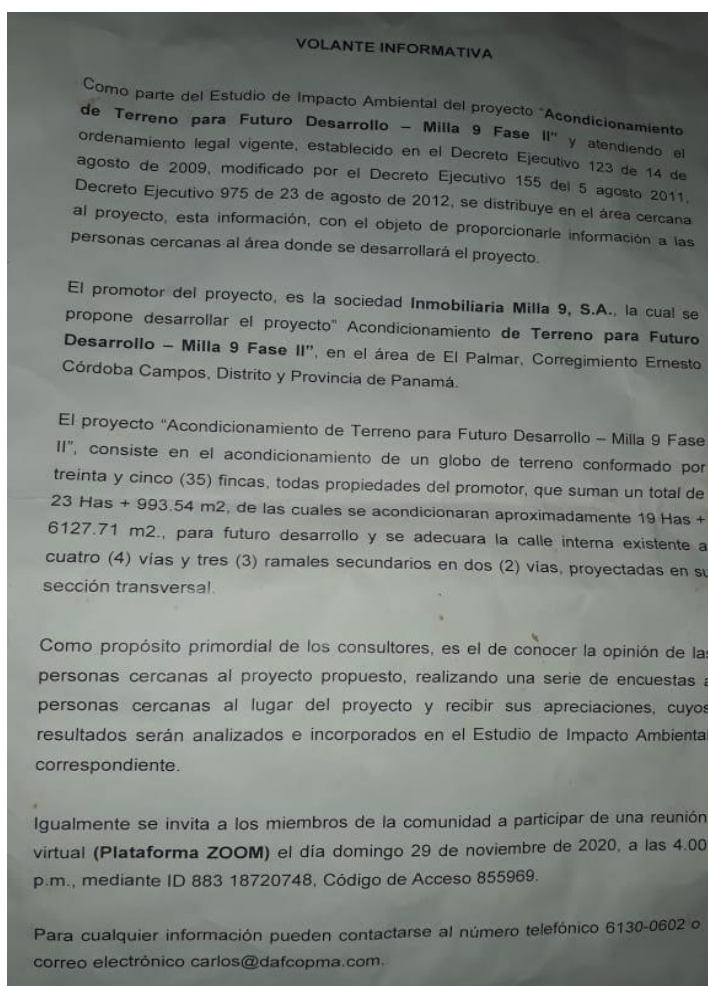 VOLANTE INFORMATIVA
Como parte del Estudio de Impacto Ambiental del proyecto "Acondicionamiento
de Terreno para Futuro Desarrollo – Milla 9 Fase II" y atendiendo el
ordenamiento legal vigente, establecido en el Decreto Ejecutivo 123 de 14 de
agosto de 2009, modificado por el Decreto Ejecutivo 155 del 5 agosto 2011,
Decreto Ejecutivo 975 de 23 de agosto de 2012, se distribuye en el área cercana
al proyecto, esta información, con el objeto de proporcionarle información a las
personas cercanas al área donde se desarrollará el proyecto.
El promotor del proyecto, es la sociedad Inmobiliaria Milla 9, S.A., la cual se
propone desarrollar el proyecto" Acondicionamiento de Terreno para Futuro
Desarrollo – Milla 9 Fase II", en el área de El Palmar, Corregimiento Ernesto
Córdoba Campos, Distrito y Provincia de Panamá.
El proyecto "Acondicionamiento de Terreno para Futuro Desarrollo – Milla 9 Fase
II", consiste en el acondicionamiento de un globo de terreno conformado por
treinta y cinco (35) fincas, todas propiedades del promotor, que suman un total de
23 Has + 993.54 m2, de las cuales se acondicionaran aproximadamente 19 Has +
6127.71 m2., para futuro desarrollo y se adecuara la calle interna existente a
cuatro (4) vías y tres (3) ramales secundarios en dos (2) vías, proyectadas en su
sección transversal.
Como propósito primordial de los consultores, es el de conocer la opinión de las
personas cercanas al proyecto propuesto, realizando una serie de encuestas a
personas cercanas al lugar del proyecto y recibir sus apreciaciones, cuyos
resultados serán analizados e incorporados en el Estudio de Impacto Ambiental
correspondiente.
Igualmente se invita a los miembros de la comunidad a participar de una reunión
virtual (Plataforma ZOOM) el día domingo 29 de noviembre de 2020, a las 4.00
p.m., mediante ID 883 18720748, Código de Acceso 855969.
Para cualquier información pueden contactarse al número telefónico 6130-0602 o
correo electrónico carlos@dafcopma.com.